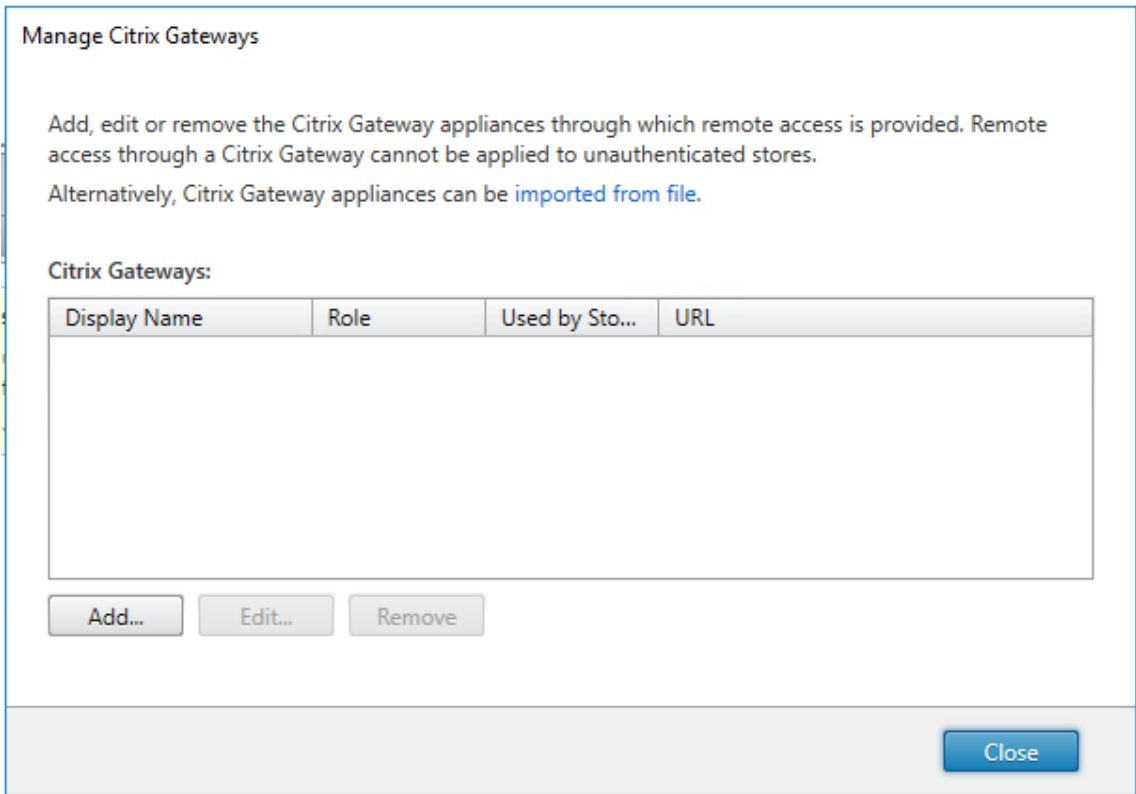 Manage Citrix Gateways
Add, edit or remove the Citrix Gateway appliances through which remote access is provided. Remote
access through a Citrix Gateway cannot be applied to unauthenticated stores.
Alternatively, Citrix Gateway appliances can be imported from file.
Citrix Gateways:
Display Name Role Used by Sto... URL
Add... Edit... Remove
Close